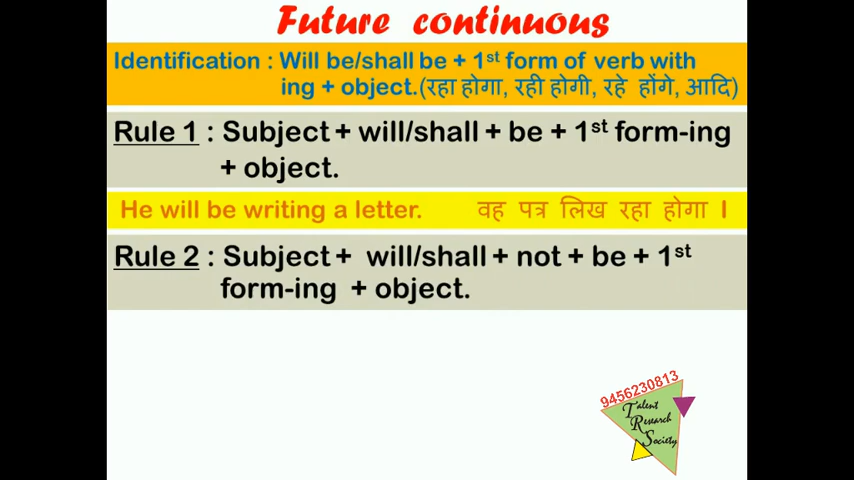 Future continuous
Identification : Will be/shall be + 1st form of verb with
ing + object.(रहा होगा, रही होगी, रहे होंगे, आदि)
Rule 1 : Subject + will/shall + be + 1st form-ing
+ object.
He will be writing a letter. वह पत्र लिख रहा होगा I
Rule 2 : Subject + will/shall + not + be + 1st
form-ing + object.
9456230813
Talent
Research
Society